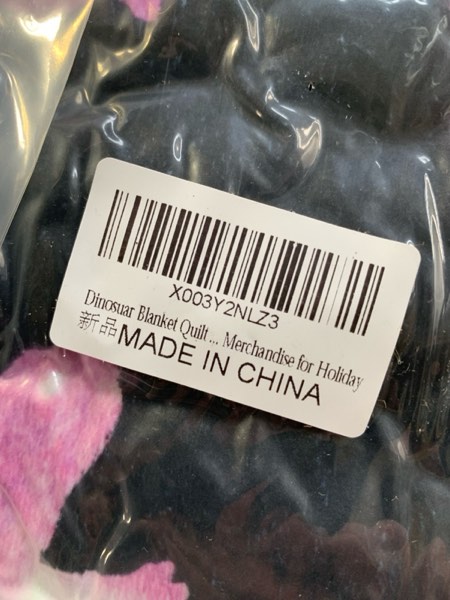 X003Y2NLZ3
Dinosuar Blanket Quilt ... Merchandise for Holiday
新品MADE IN CHINA